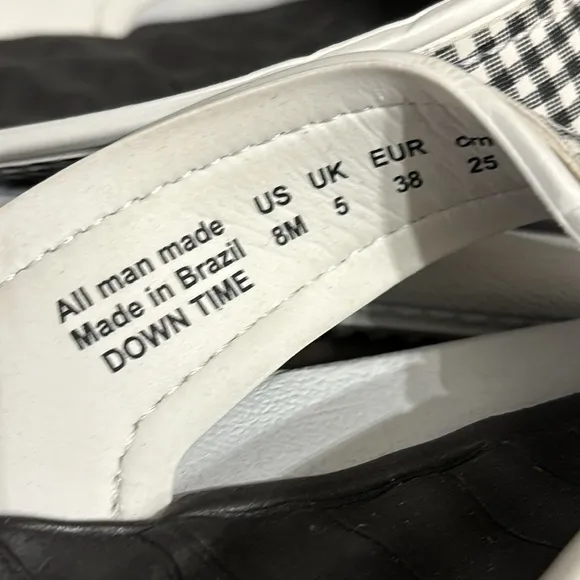 All man made
Made in Brazil
DOWN TIME
US UK EUR cm
8M 5 38 25